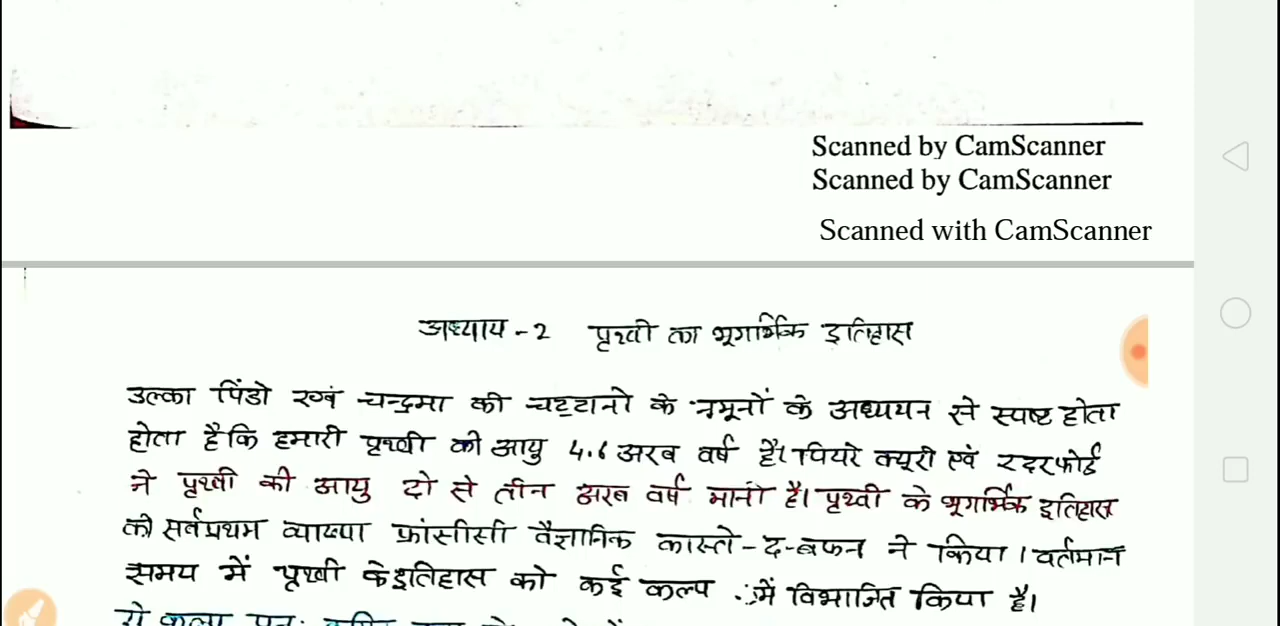 Scanned by CamScanner
Scanned by CamScanner
Scanned with CamScanner
अध्याय - 2 पृथ्वी का भूगार्भिक इतिहास
उल्का पिंडो एवं चन्द्रमा की चट्टानो के नमूनों के अध्ययन से स्पष्ट होता
होता है कि हमारी पृथ्वी की आयु 4.6 अरब वर्ष है। पियरे क्यूरी एवं रदरफोर्ड
ने पृथ्वी की आयु दो से तीन अरब वर्ष मानी है। पृथ्वी के भूगार्भिक इतिहास
की सर्वप्रथम व्याख्या फ्रांसीसी वैज्ञानिक कास्ते-द-बफन ने किया। वर्तमान
समय में पृथ्वी के इतिहास को कई कल्प में विभाजित किया है।